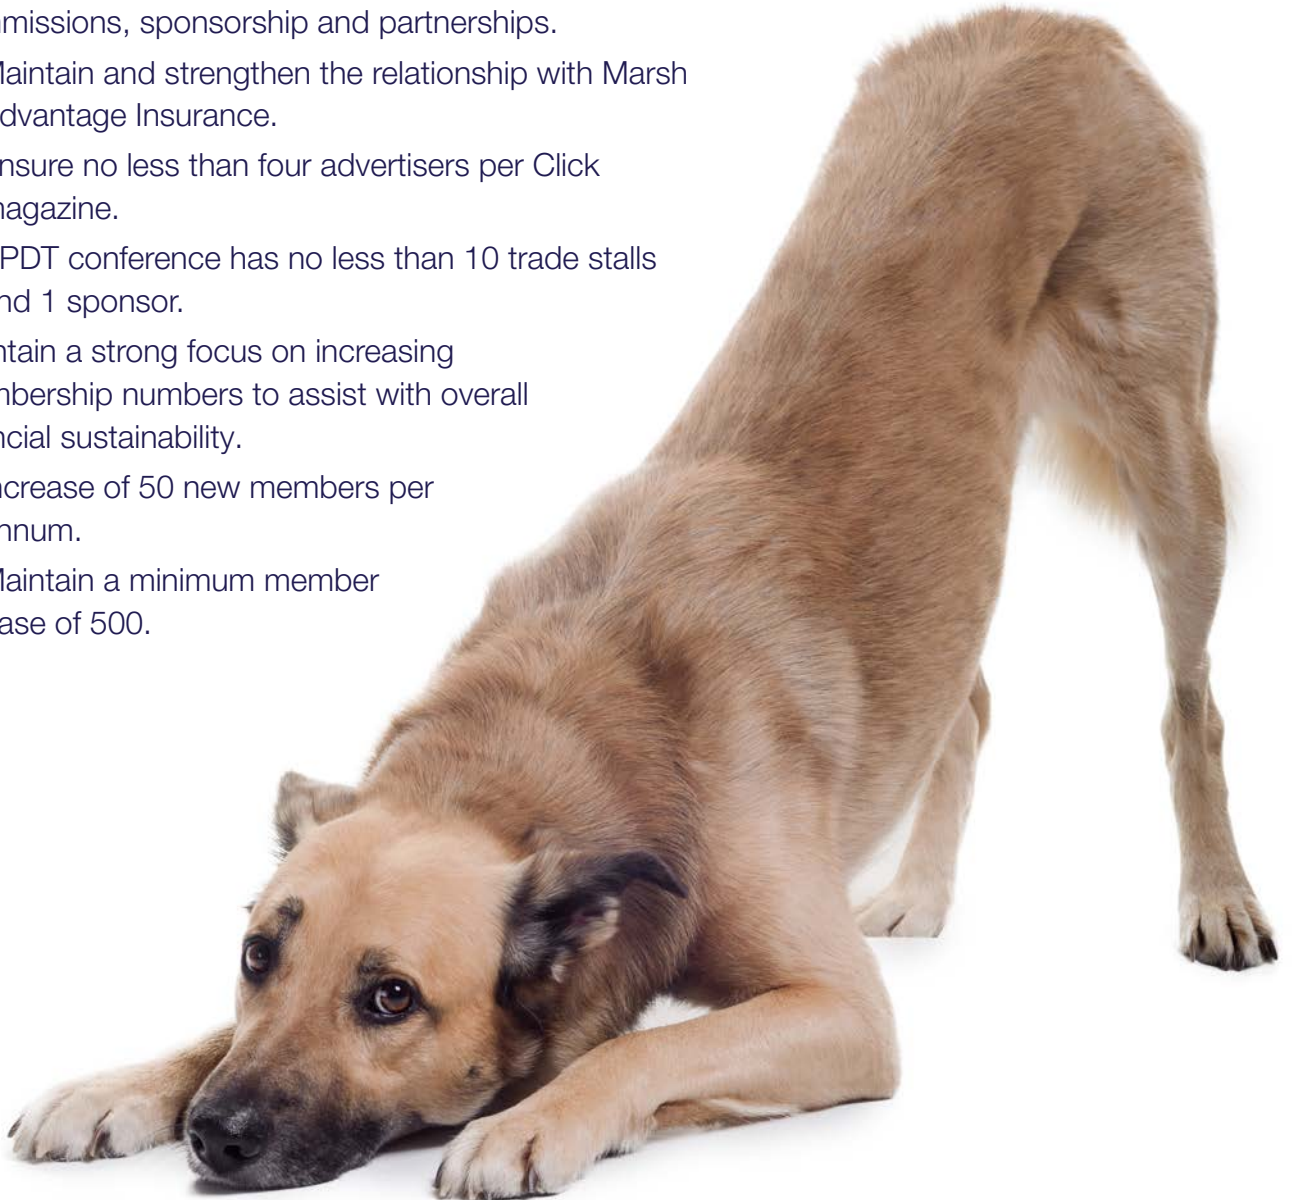 missions, sponsorship and partnerships.
Maintain and strengthen the relationship with Marsh
dvantage Insurance.
nsure no less than four advertisers per Click
magazine.
PDT conference has no less than 10 trade stalls
nd 1 sponsor.
ntain a strong focus on increasing
mbership numbers to assist with overall
ncial sustainability.
ncrease of 50 new members per
nnum.
Maintain a minimum member
ase of 500.